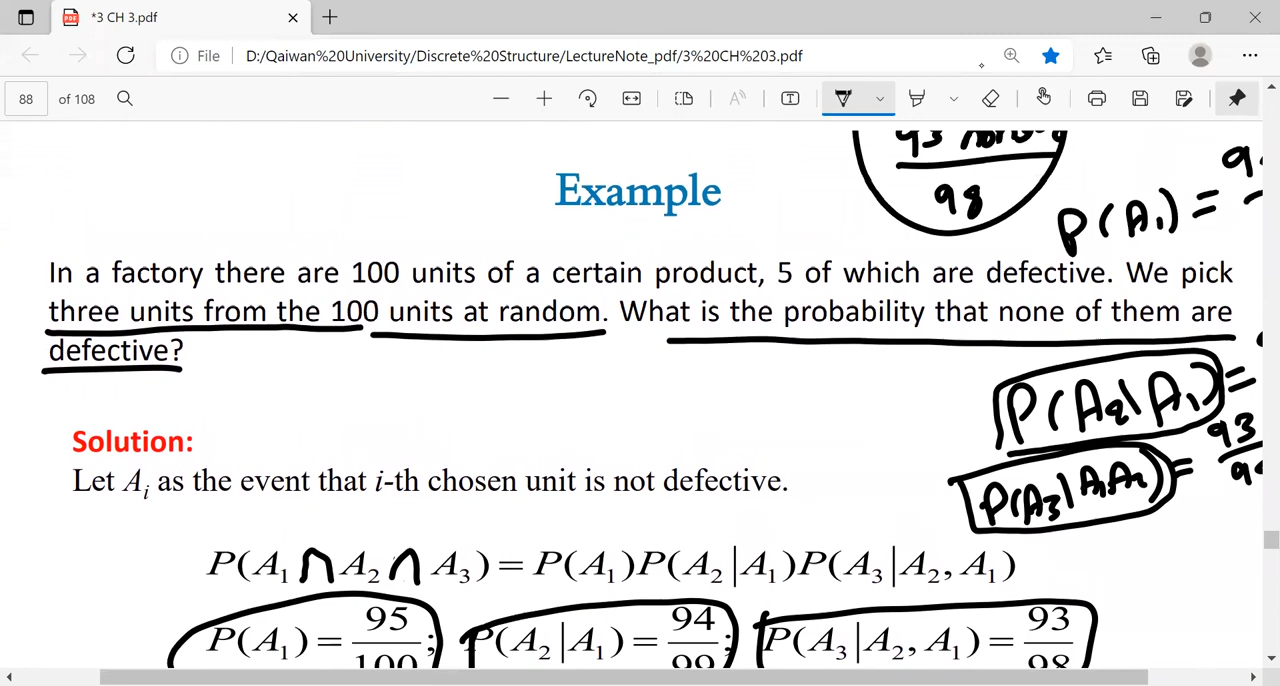 *3 CH 3.pdf
File D:/Qaiwan%20University/Discrete%20Structure/LectureNote_pdf/3%20CH%203.pdf
88 of 108
98
P(A₁) =
Example
In a factory there are 100 units of a certain product, 5 of which are defective. We pick
three units from the 100 units at random. What is the probability that none of them are
defective?
P(A₂|A₁) =
P(A₃|A₁A₂) = 93
Solution:
Let Aᵢ as the event that i-th chosen unit is not defective.
P(A₁ ∩ A₂ ∩ A₃) = P(A₁)P(A₂|A₁)P(A₃|A₂, A₁)
P(A₁) = 95/100; P(A₂|A₁) = 94/99; P(A₃|A₂, A₁) = 93/98